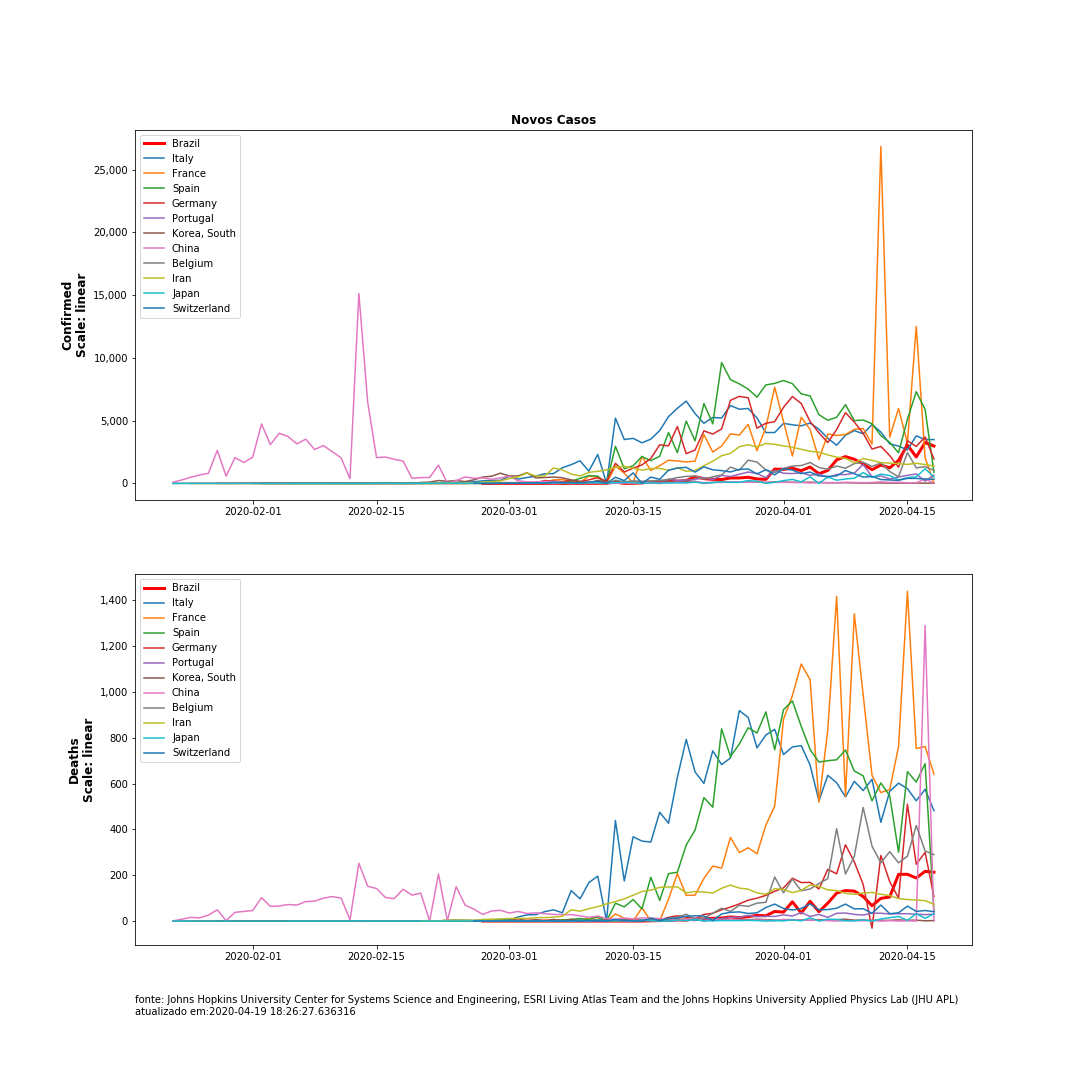 Novos Casos
Confirmed
Scale: linear
25,000
20,000
15,000
10,000
5,000
0
Brazil
Italy
France
Spain
Germany
Portugal
Korea, South
China
Belgium
Iran
Japan
Switzerland
2020-02-01 2020-02-15 2020-03-01 2020-03-15 2020-04-01 2020-04-15
Deaths
Scale: linear
1,400
1,200
1,000
800
600
400
200
0
Brazil
Italy
France
Spain
Germany
Portugal
Korea, South
China
Belgium
Iran
Japan
Switzerland
2020-02-01 2020-02-15 2020-03-01 2020-03-15 2020-04-01 2020-04-15
fonte: Johns Hopkins University Center for Systems Science and Engineering, ESRI Living Atlas Team and the Johns Hopkins University Applied Physics Lab (JHU APL)
atualizado em:2020-04-19 18:26:27.636316